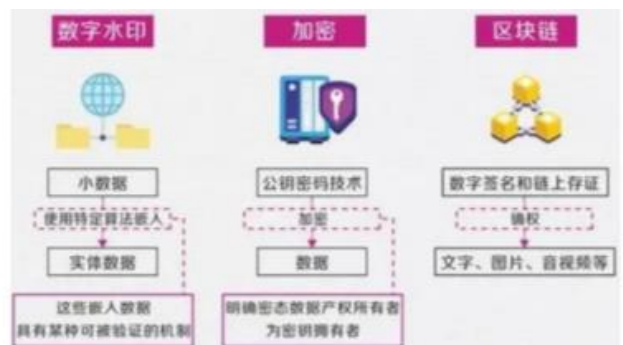 数字水印
加密
区块链
小数据
使用特定算法嵌入
实体数据
这些嵌入数据
具有某种可被验证的机制
公钥密码技术
加密
数据
明确密态数据产权所有者
为密钥拥有者
数字签名和链上存证
确权
文字、图片、音视频等